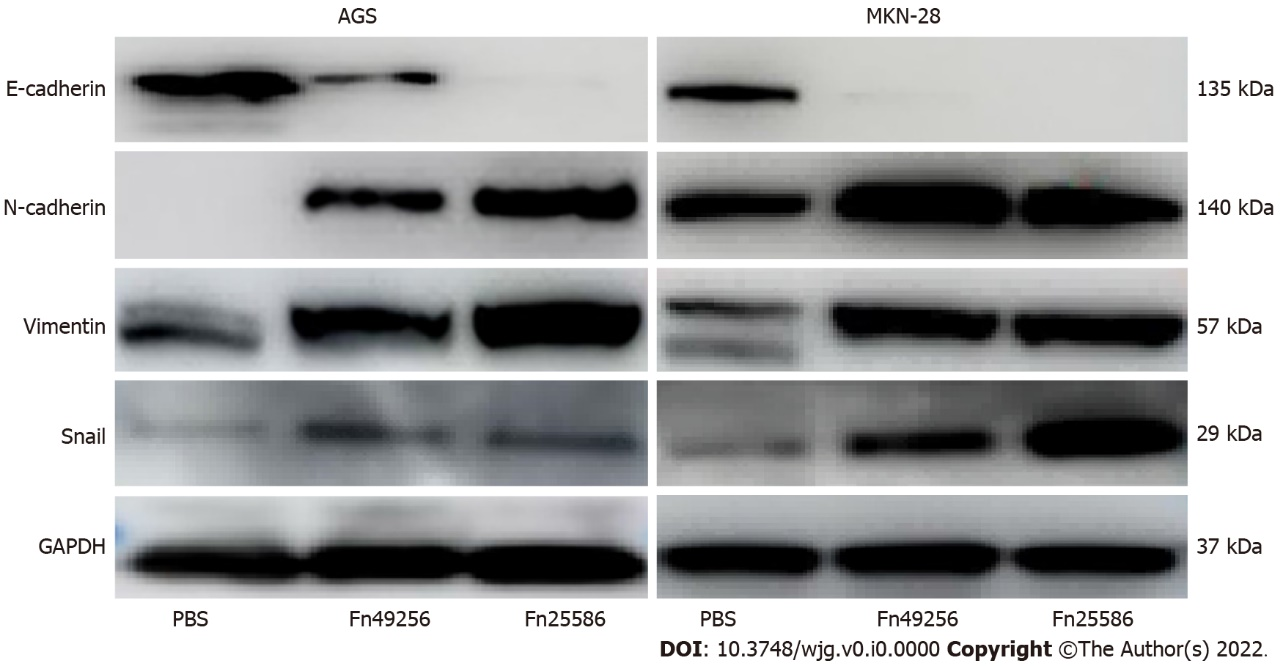 AGS MKN-28
E-cadherin 135 kDa
N-cadherin 140 kDa
Vimentin 57 kDa
Snail 29 kDa
GAPDH 37 kDa
PBS Fn49256 Fn25586 PBS Fn49256 Fn25586
DOI: 10.3748/wjg.v0.i0.0000 Copyright ©The Author(s) 2022.